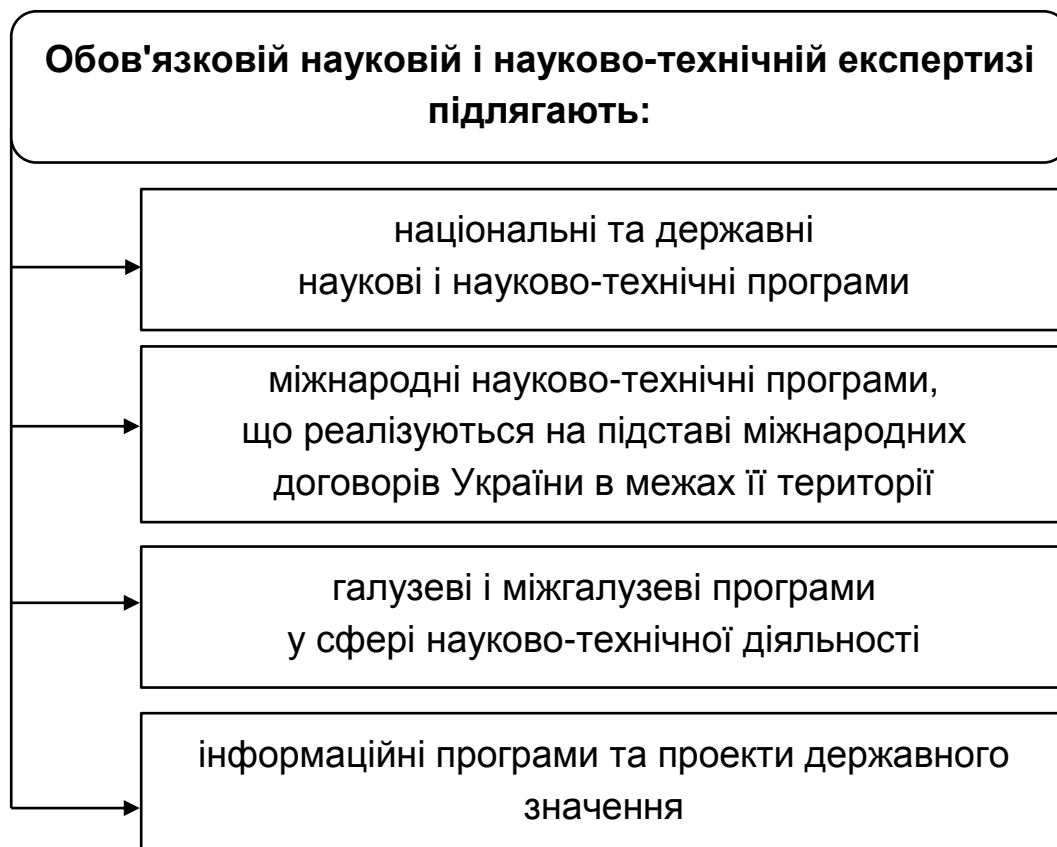 Обов'язковій науковій і науково-технічній експертизі
підлягають:
національні та державні
наукові і науково-технічні програми
міжнародні науково-технічні програми,
що реалізуються на підставі міжнародних
договорів України в межах її території
галузеві і міжгалузеві програми
у сфері науково-технічної діяльності
інформаційні програми та проекти державного
значення